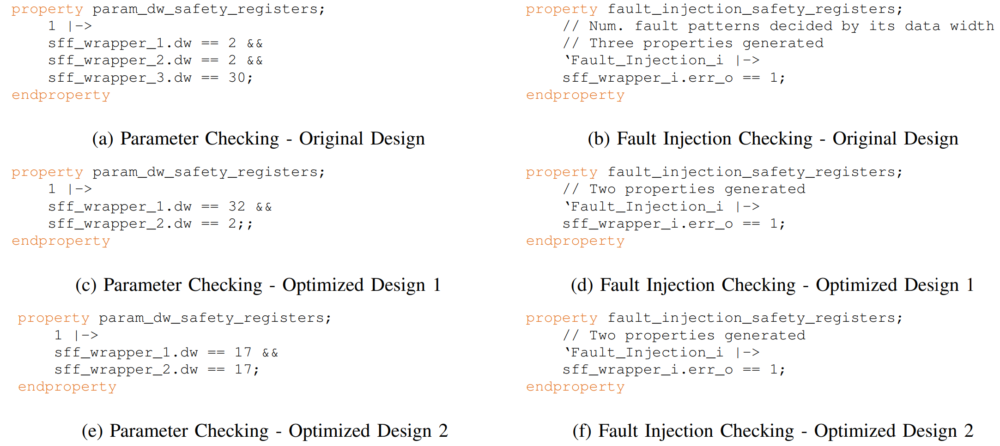 property param_dw_safety_registers;
1 |->
sff_wrapper_1.dw == 2 &&
sff_wrapper_2.dw == 2 &&
sff_wrapper_3.dw == 30;
endproperty
(a) Parameter Checking - Original Design
property fault_injection_safety_registers;
// Num. fault patterns decided by its data width
// Three properties generated
‘Fault_Injection_i |->
sff_wrapper_i.err_o == 1;
endproperty
(b) Fault Injection Checking - Original Design
property param_dw_safety_registers;
1 |->
sff_wrapper_1.dw == 32 &&
sff_wrapper_2.dw == 2;;
endproperty
(c) Parameter Checking - Optimized Design 1
property fault_injection_safety_registers;
// Two properties generated
‘Fault_Injection_i |->
sff_wrapper_i.err_o == 1;
endproperty
(d) Fault Injection Checking - Optimized Design 1
property param_dw_safety_registers;
1 |->
sff_wrapper_1.dw == 17 &&
sff_wrapper_2.dw == 17;
endproperty
(e) Parameter Checking - Optimized Design 2
property fault_injection_safety_registers;
// Two properties generated
‘Fault_Injection_i |->
sff_wrapper_i.err_o == 1;
endproperty
(f) Fault Injection Checking - Optimized Design 2